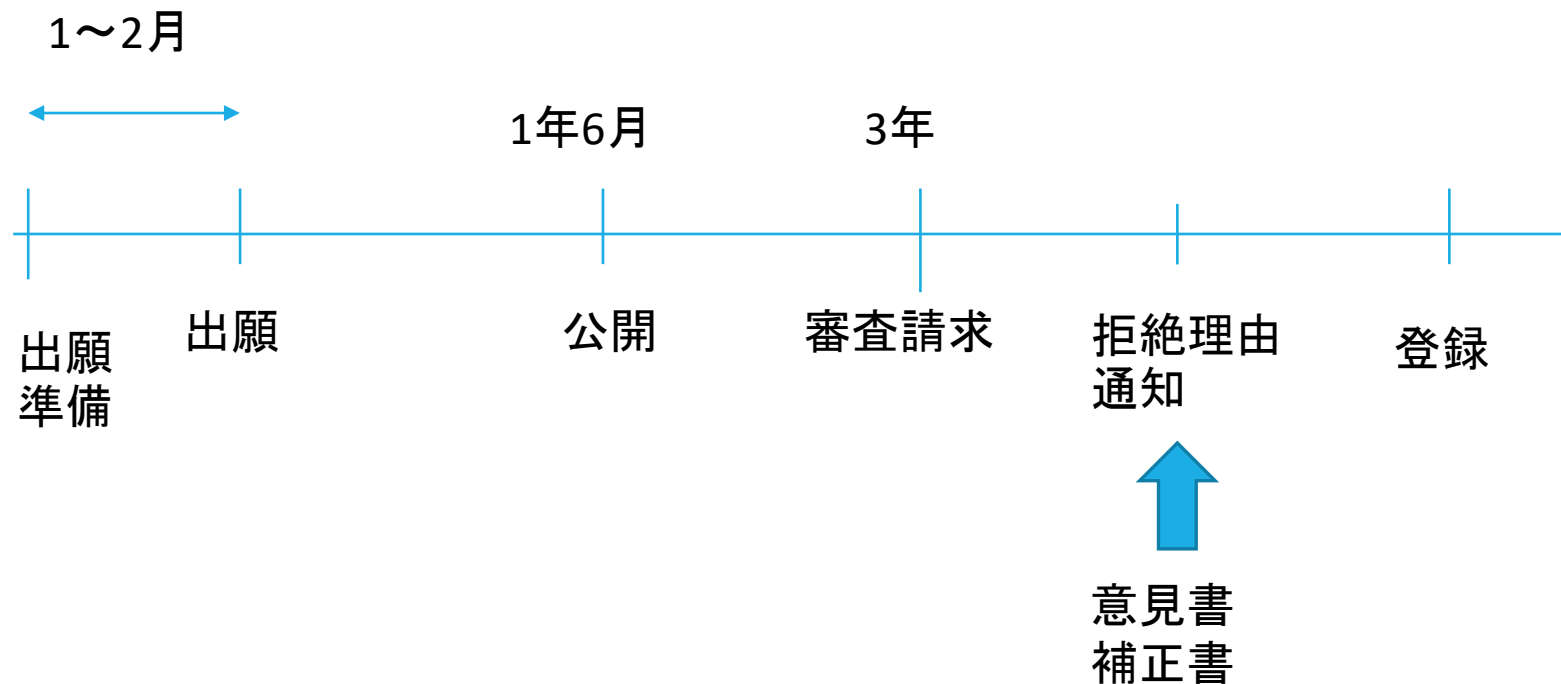 1～2月
1年6月
3年
出願
準備
出願
公開
審査請求
拒絶理由
通知
登録
意見書
補正書